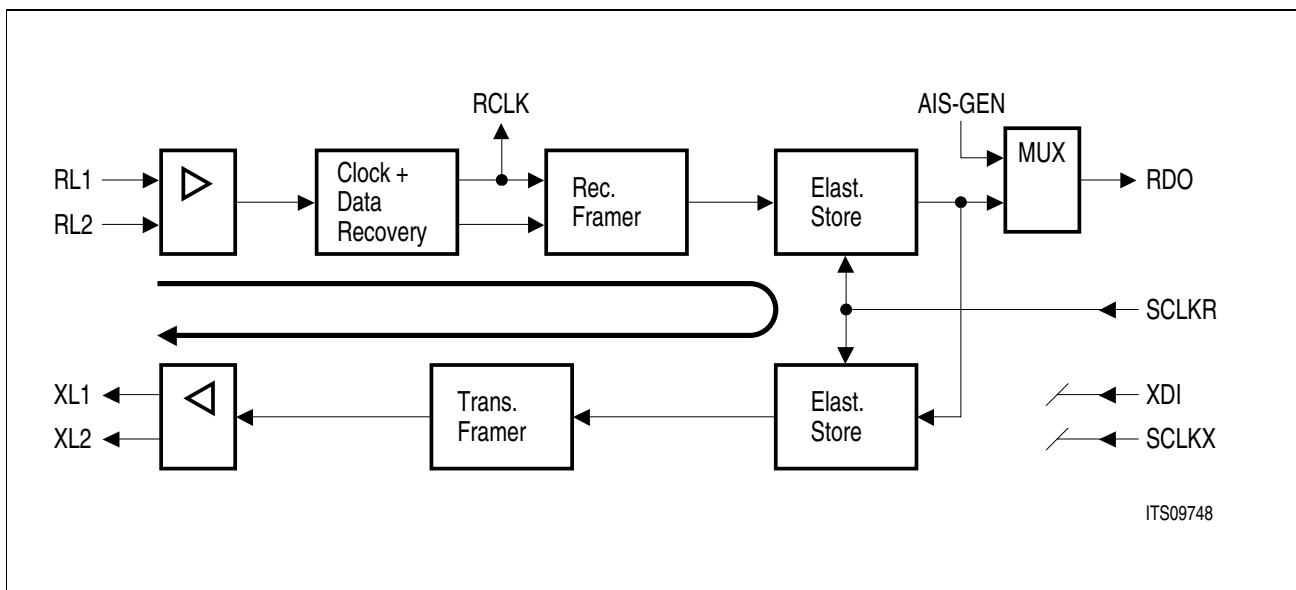 RCLK
AIS-GEN
RL1
RL2
Clock +
Data
Recovery
Rec.
Framer
Elast.
Store
MUX
RDO
SCLKR
XL1
XL2
Trans.
Framer
Elast.
Store
XDI
SCLKX
ITS09748